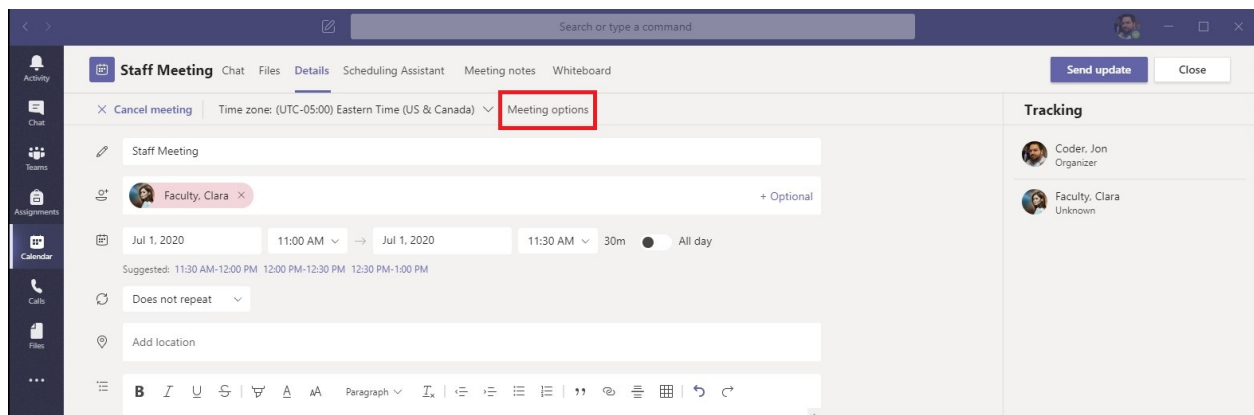 Search or type a command
Activity
Chat
Teams
Assignments
Calendar
Calls
Files
Staff Meeting Chat Files Details Scheduling Assistant Meeting notes Whiteboard
Send update Close
Cancel meeting Time zone: (UTC-05:00) Eastern Time (US & Canada) Meeting options
Tracking
Staff Meeting
Coder, Jon
Organizer
Faculty, Clara × + Optional
Faculty, Clara
Unknown
Jul 1, 2020 11:00 AM → Jul 1, 2020 11:30 AM 30m All day
Suggested: 11:30 AM-12:00 PM 12:00 PM-12:30 PM 12:30 PM-1:00 PM
Does not repeat
Add location
B I U S A AA Paragraph Ix